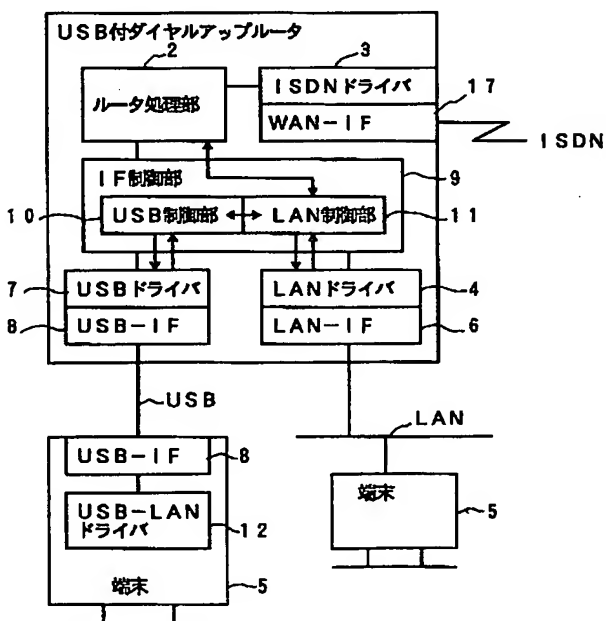 USB付ダイヤルアップルータ
2
3
ルータ処理部
ISDNドライバ
17
WAN-IF
ISDN
IF制御部
9
10
USB制御部
LAN制御部
11
7
USBドライバ
LANドライバ
4
8
USB-IF
LAN-IF
6
USB
LAN
USB-IF
8
USB-LAN
ドライバ
12
端末
5
端末
5